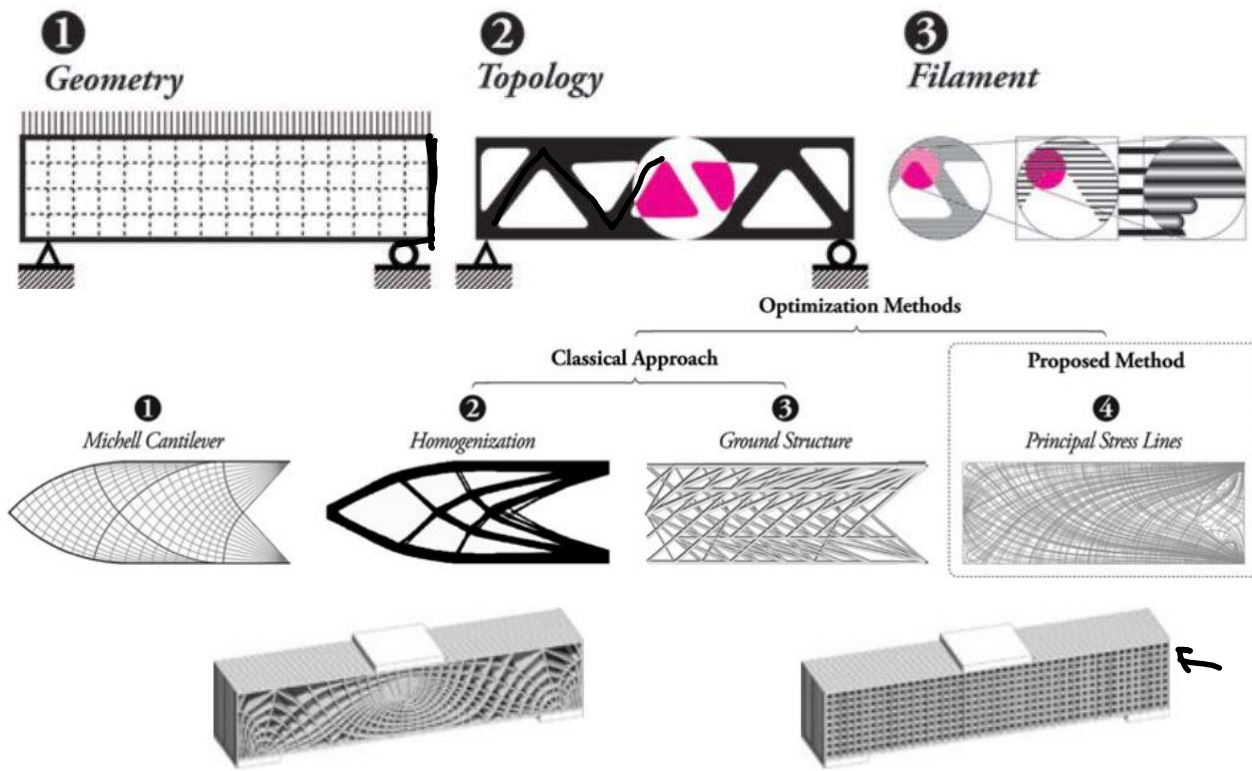 1
Geometry
2
Topology
3
Filament
Optimization Methods
Classical Approach
Proposed Method
1
Michell Cantilever
2
Homogenization
3
Ground Structure
4
Principal Stress Lines